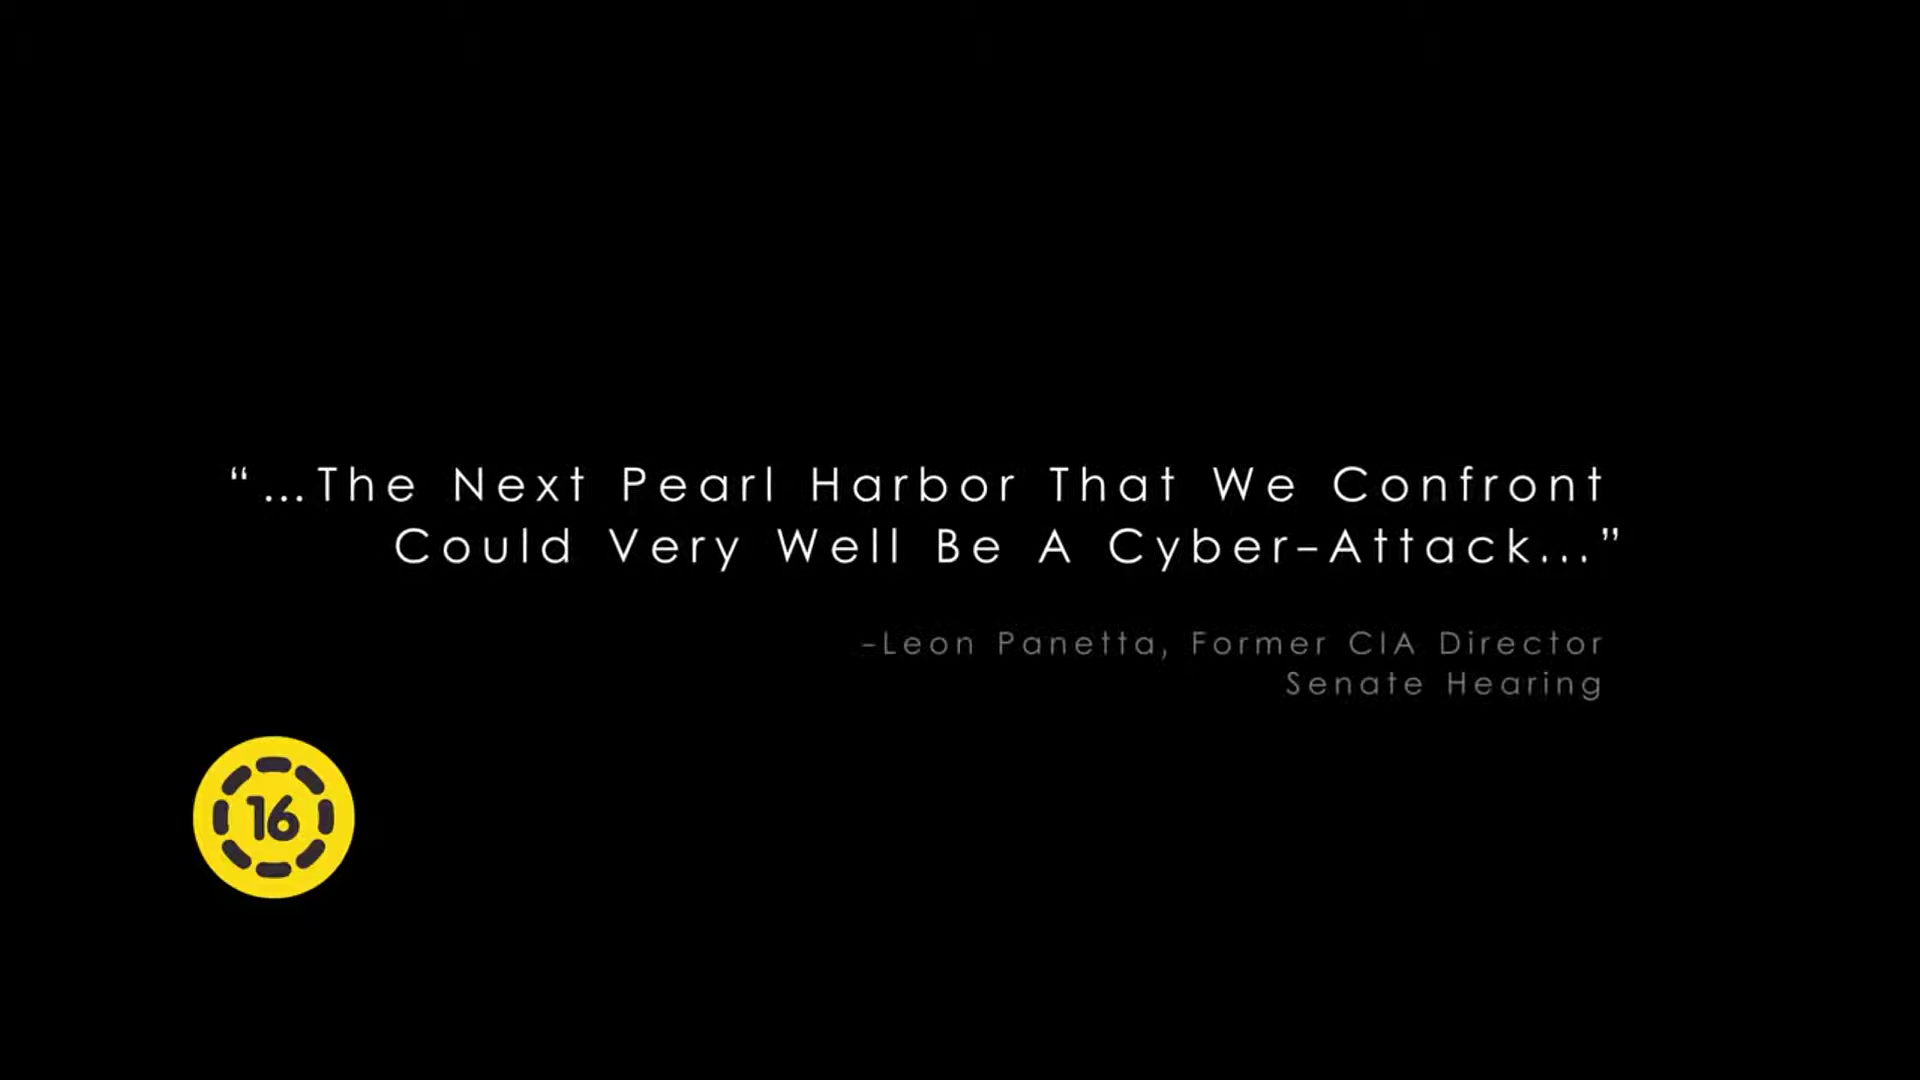 “...The Next Pearl Harbor That We Confront
Could Very Well Be A Cyber–Attack...”
–Leon Panetta, Former CIA Director
Senate Hearing
16